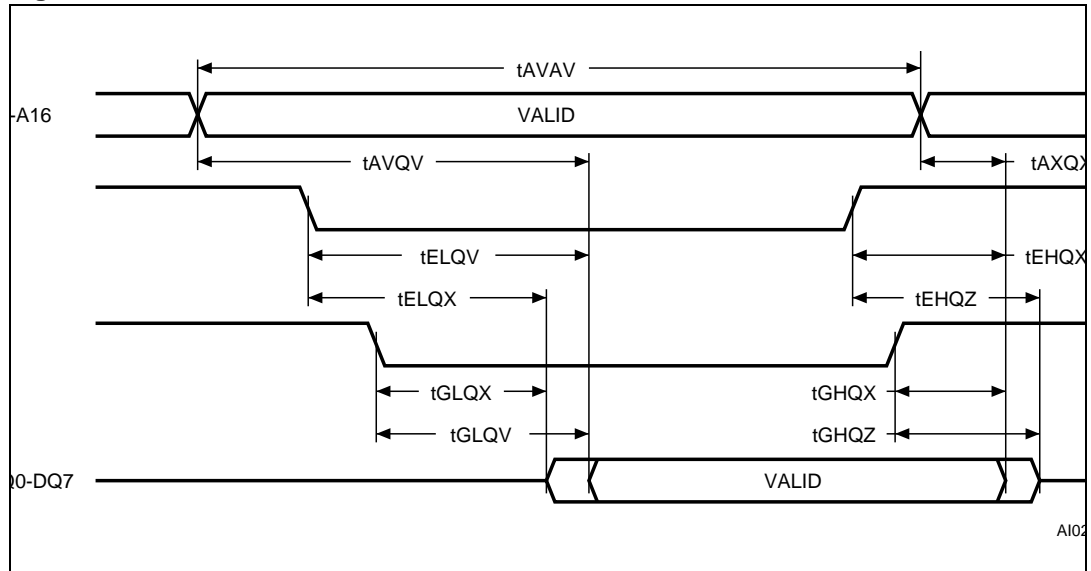 tAVAV
-A16
VALID
tAVQV
tAXQX
tELQV
tEHQX
tELQX
tEHQZ
tGLQX
tGHQX
tGLQV
tGHQZ
Q0-DQ7
VALID
AI02